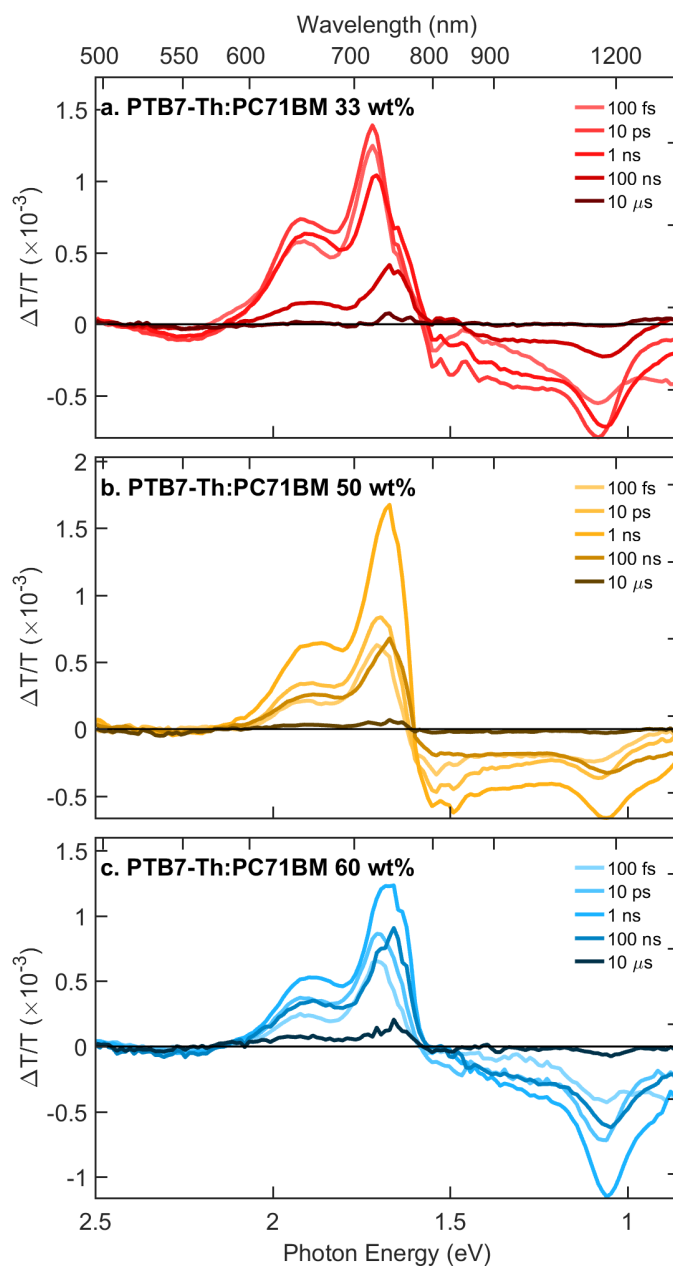 Wavelength (nm)
500 550 600 700 800 900 1200
a. PTB7-Th:PC71BM 33 wt%
100 fs
10 ps
1 ns
100 ns
10 μs
1.5
1
0.5
0
-0.5
ΔT/T (×10⁻³)
b. PTB7-Th:PC71BM 50 wt%
100 fs
10 ps
1 ns
100 ns
10 μs
2
1.5
1
0.5
0
-0.5
ΔT/T (×10⁻³)
c. PTB7-Th:PC71BM 60 wt%
100 fs
10 ps
1 ns
100 ns
10 μs
1.5
1
0.5
0
-0.5
-1
ΔT/T (×10⁻³)
2.5 2 1.5 1
Photon Energy (eV)